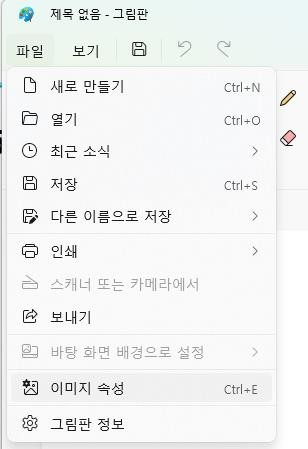 제목 없음 - 그림판
파일 보기
새로 만들기 Ctrl+N
열기 Ctrl+O
최근 소식
저장 Ctrl+S
다른 이름으로 저장
인쇄
스캐너 또는 카메라에서
보내기
바탕 화면 배경으로 설정
이미지 속성 Ctrl+E
그림판 정보